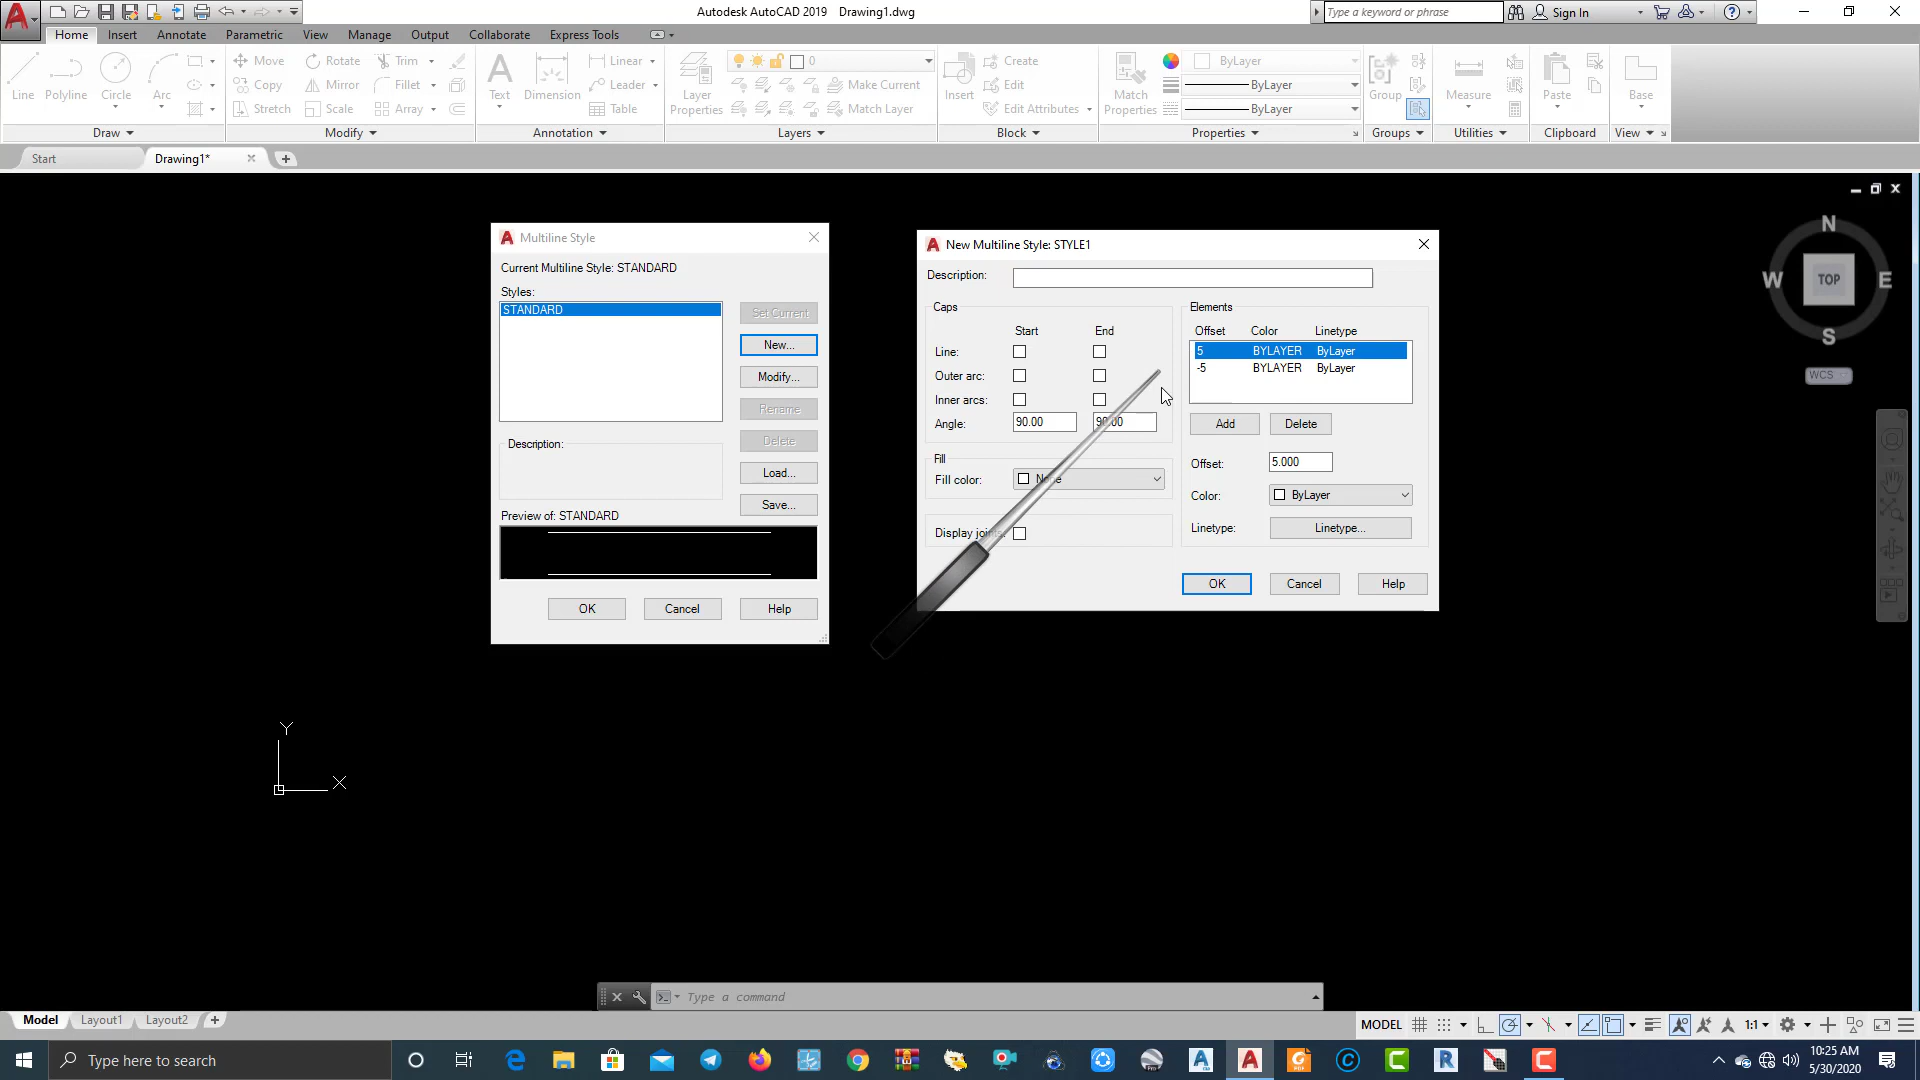 Autodesk AutoCAD 2019 Drawing1.dwg
Type a keyword or phrase
Sign In
Home Insert Annotate Parametric View Manage Output Collaborate Express Tools
Line Polyline Circle Arc
Move Rotate Trim
Copy Mirror Fillet
Stretch Scale Array
Text Dimension
Linear
Leader
Table
Layer Properties
0
Make Current
Match Layer
Insert
Create
Edit
Edit Attributes
Match Properties
ByLayer
ByLayer
ByLayer
Group
Measure
Paste
Base
Draw Modify Annotation Layers Block Properties Groups Utilities Clipboard View
Start Drawing1*
Multiline Style
Current Multiline Style: STANDARD
Styles:
STANDARD
Set Current
New...
Modify...
Rename
Delete
Load...
Save...
Description:
Preview of: STANDARD
OK Cancel Help
New Multiline Style: STYLE1
Description:
Caps
Start End
Line:
Outer arc:
Inner arcs:
Angle: 90.00 90.00
Fill
Fill color: None
Display joints:
Elements
Offset Color Linetype
5 BYLAYER ByLayer
-5 BYLAYER ByLayer
Add Delete
Offset: 5.000
Color: ByLayer
Linetype: Linetype...
OK Cancel Help
N
W TOP E
S
WCS
Y
X
Type a command
Model Layout1 Layout2
MODEL 1:1
Type here to search
10:25 AM
5/30/2020